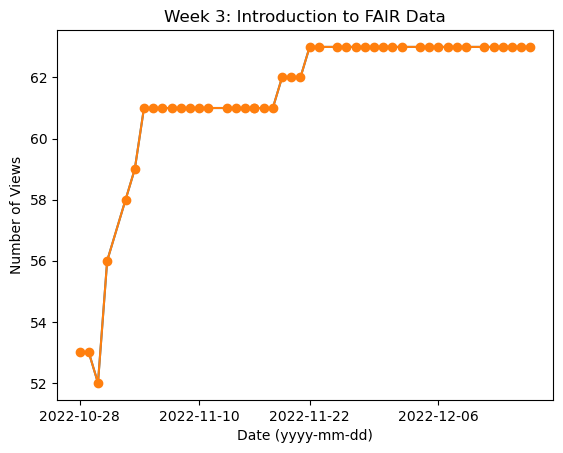 Week 3: Introduction to FAIR Data
Number of Views
62
60
58
56
54
52
2022-10-28 2022-11-10 2022-11-22 2022-12-06
Date (yyyy-mm-dd)